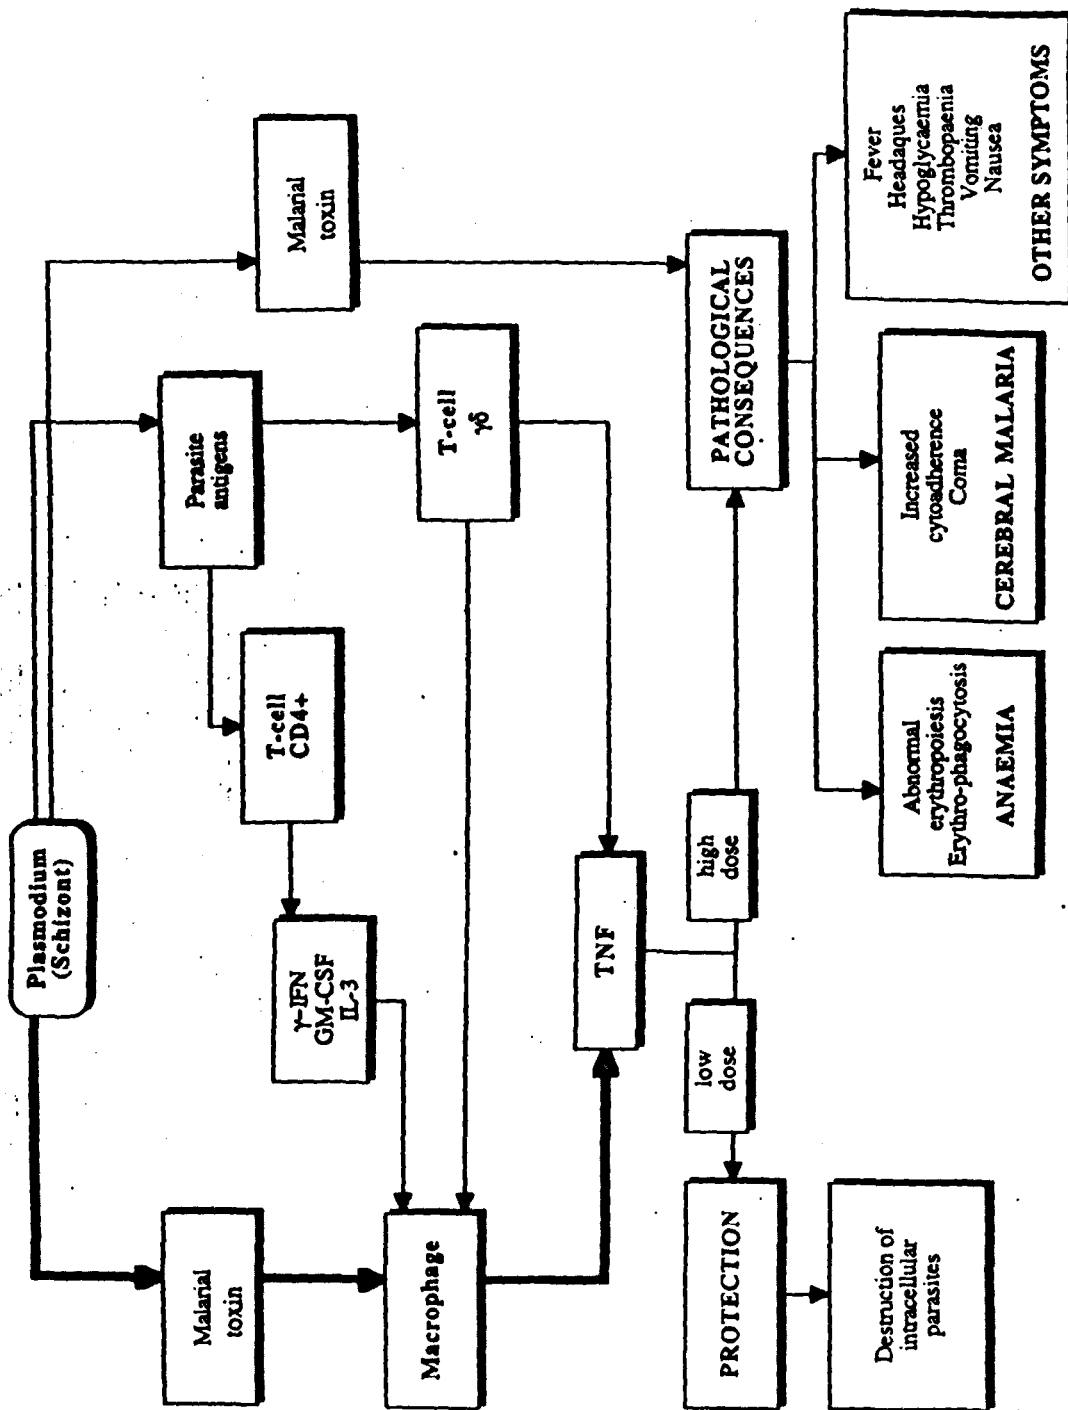 Plasmodium
(Schizont)
Malarial
toxin
Parasite
antigens
Malarial
toxin
T-cell
CD4+
γ-IFN
GM-CSF
IL-3
T-cell
γδ
Macrophage
TNF
low
dose
high
dose
PROTECTION
PATHOLOGICAL
CONSEQUENCES
Destruction of
intracellular
parasites
Abnormal
erythropoiesis
Erythro-phagocytosis
ANAEMIA
Increased
cytoadherence
Coma
CEREBRAL MALARIA
Fever
Headaques
Hypoglycaemia
Thrombopaenia
Vomiting
Nausea
OTHER SYMPTOMS